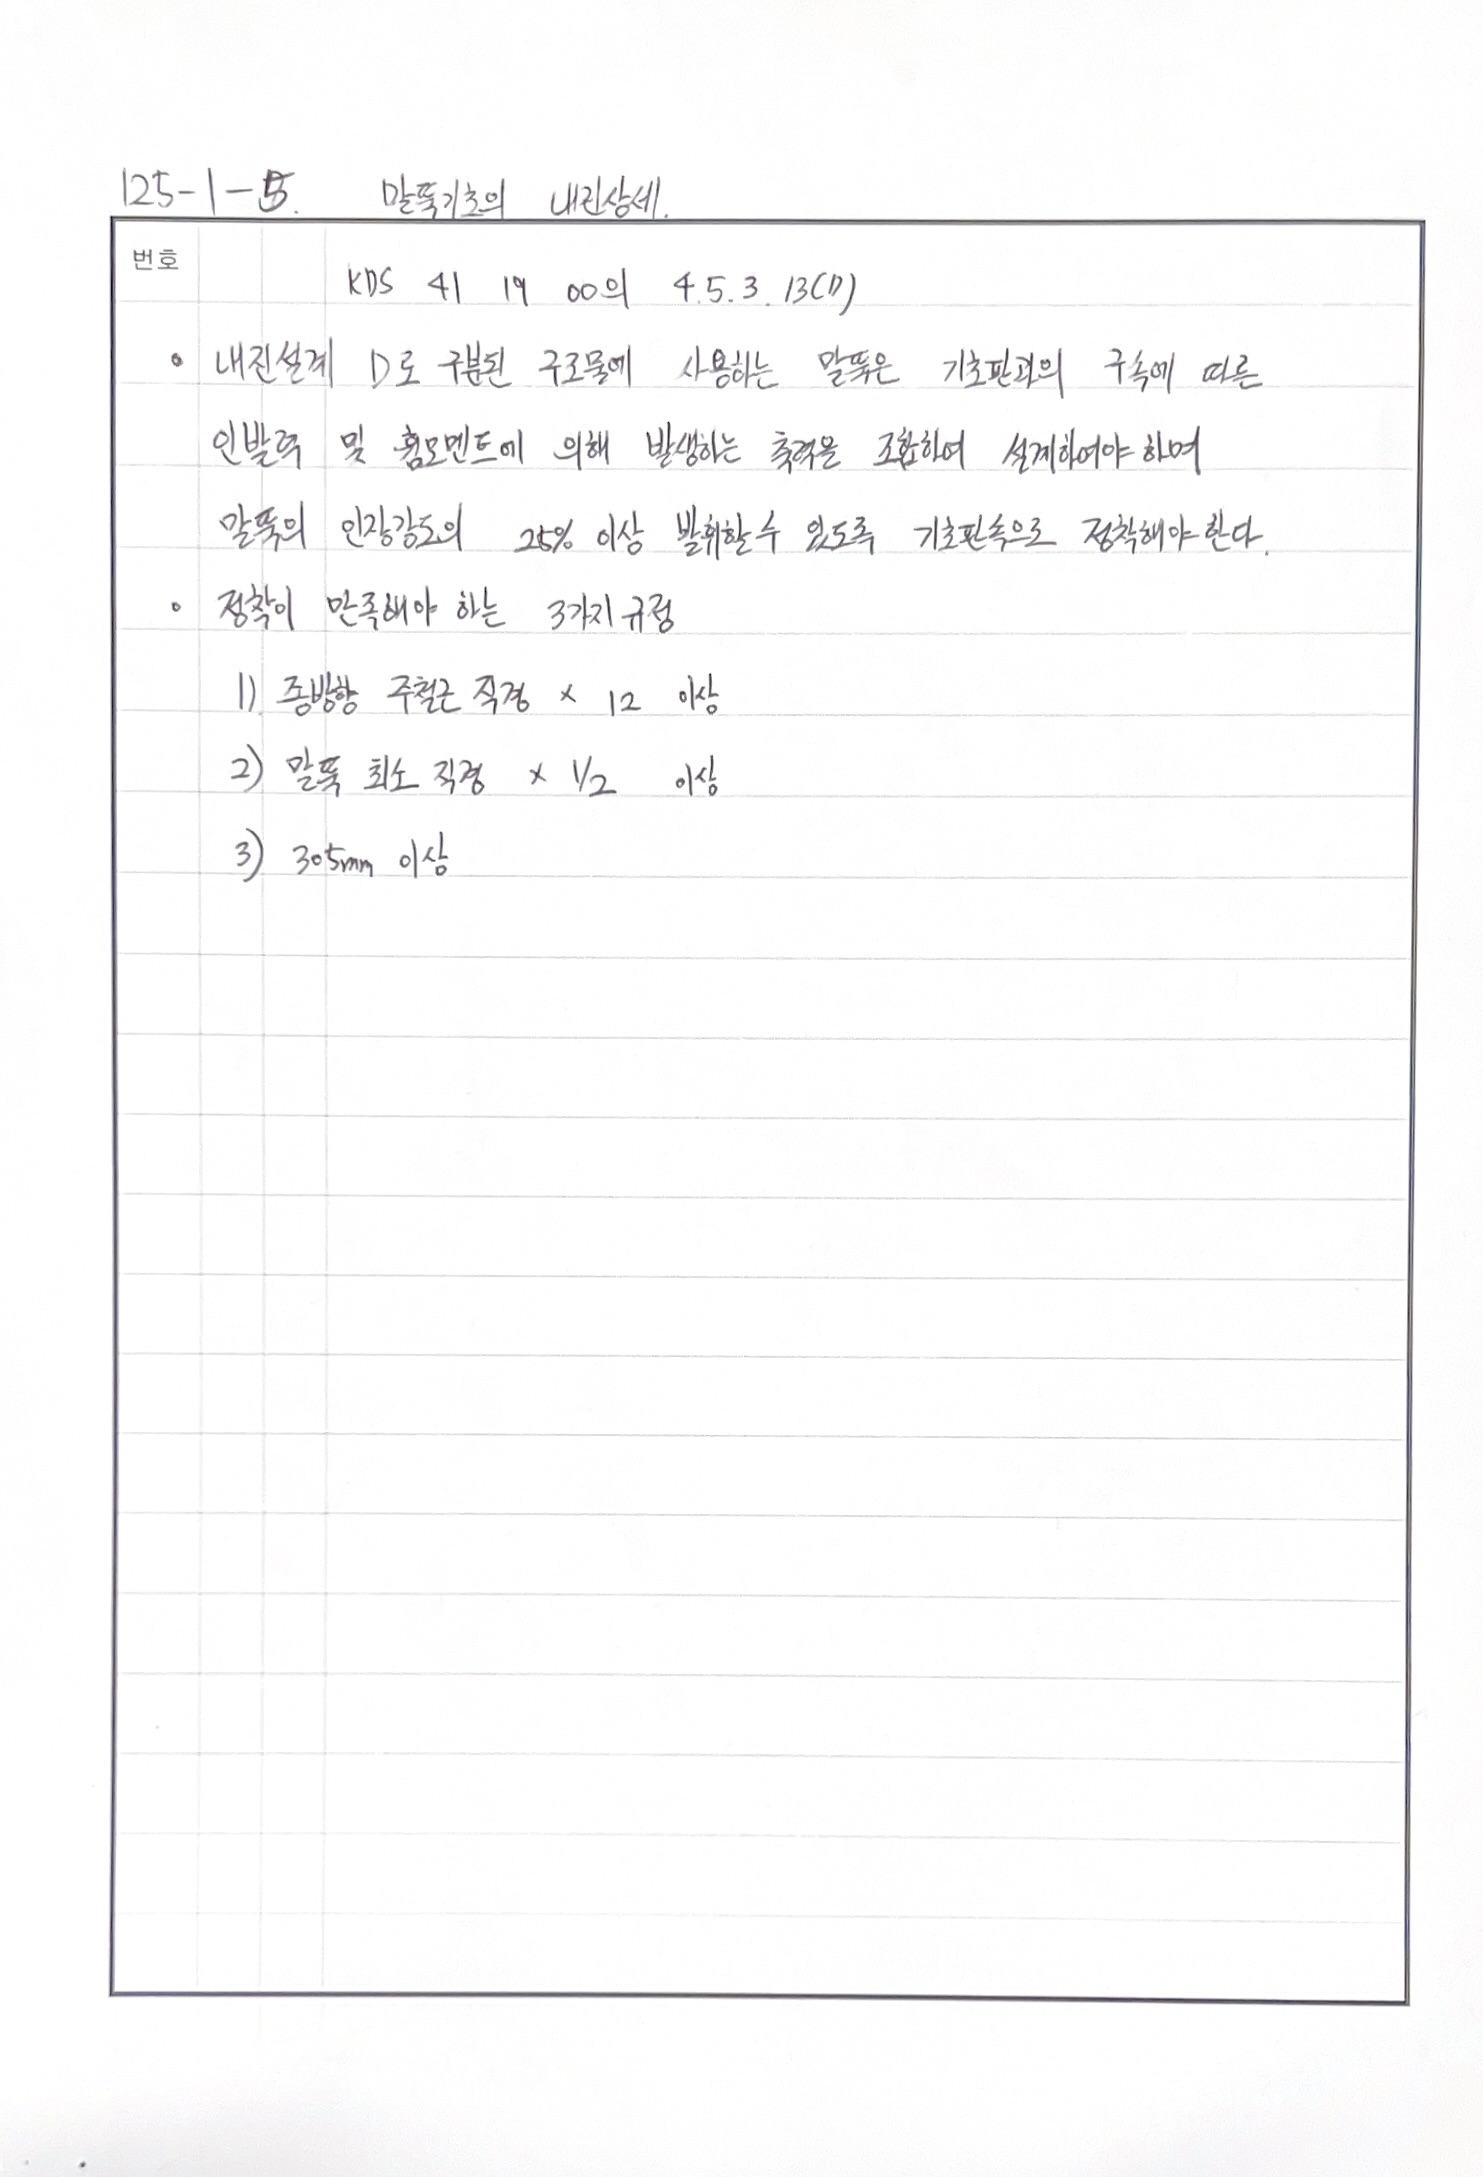 125-1-5. 말뚝기초의 내진상세.
번호
KDS 41 19 00의 4.5.3.13(1)
• 내진설계 D로 구분된 구조물에 사용하는 말뚝은 기초판과의 구속에 따른
인발력 및 휨모멘트에 의해 발생하는 축력을 조합하여 설계하여야 하며
말뚝의 인장강도의 25% 이상 발휘할 수 있도록 기초판속으로 정착해야 한다.
• 정착이 만족해야 하는 3가지 규정
1) 종방향 주철근 직경 × 12 이상
2) 말뚝 최소 직경 × 1/2 이상
3) 305mm 이상